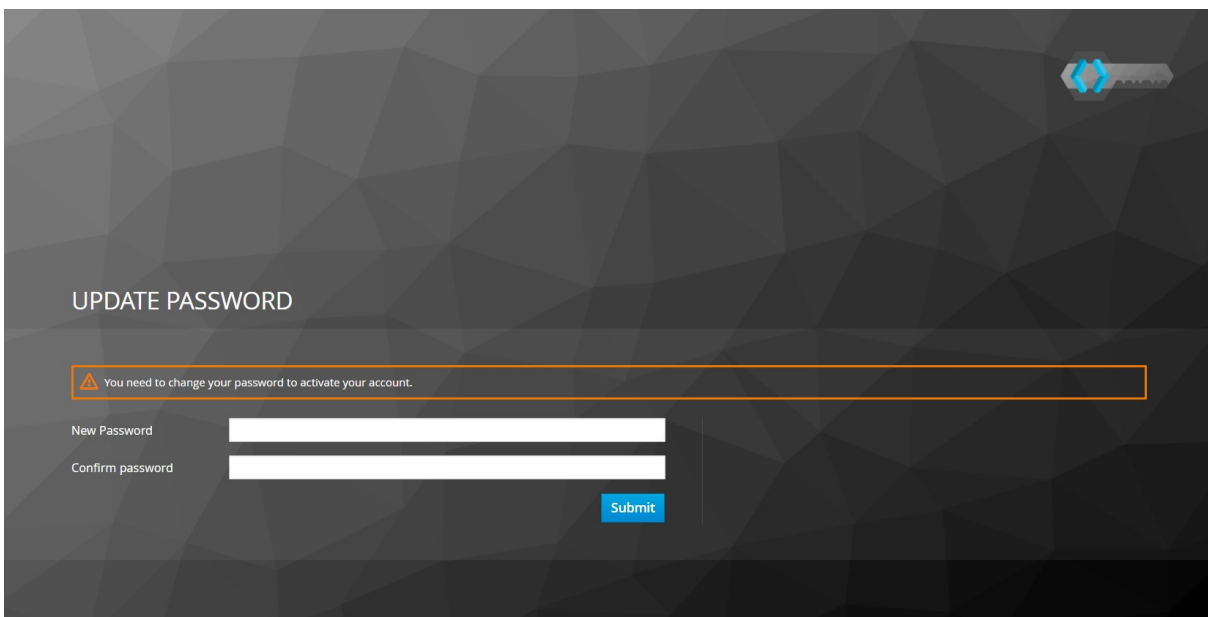 UPDATE PASSWORD
You need to change your password to activate your account.
New Password
Confirm password
Submit